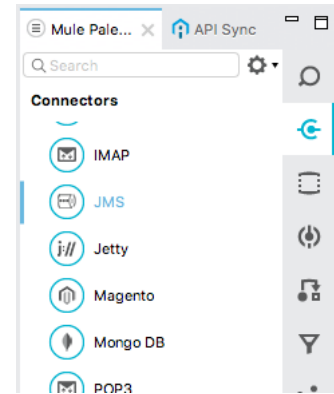 Mule Pale... API Sync
Search
Connectors
IMAP
JMS
j:// Jetty
Magento
Mongo DB
POP3